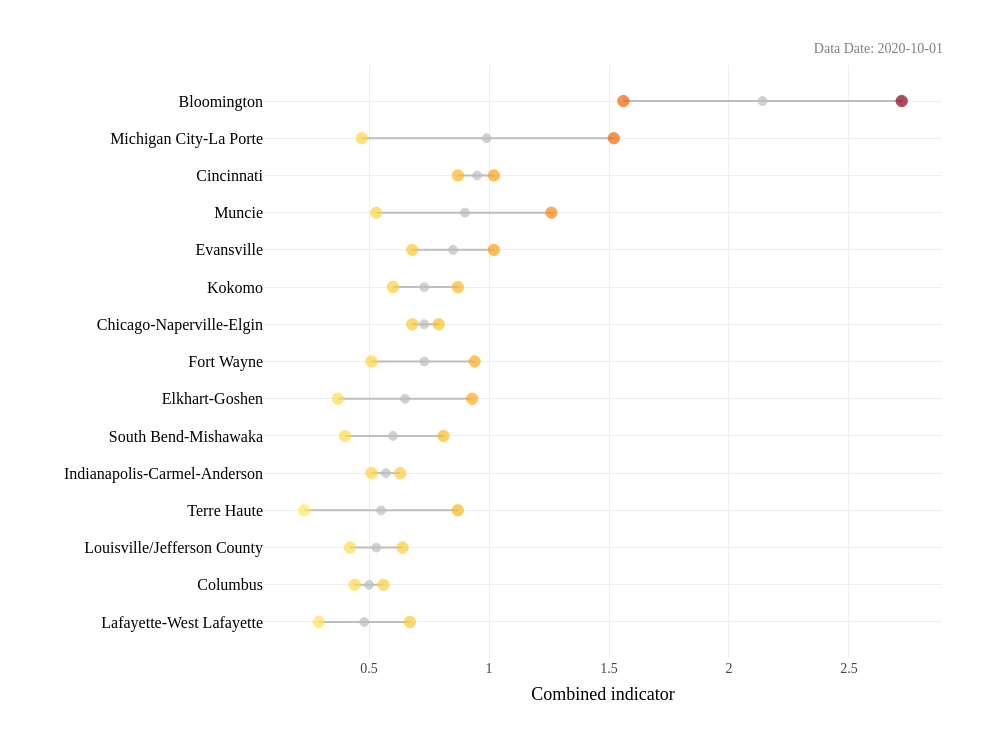 Data Date: 2020-10-01
Bloomington
Michigan City-La Porte
Cincinnati
Muncie
Evansville
Kokomo
Chicago-Naperville-Elgin
Fort Wayne
Elkhart-Goshen
South Bend-Mishawaka
Indianapolis-Carmel-Anderson
Terre Haute
Louisville/Jefferson County
Columbus
Lafayette-West Lafayette
0.5 1 1.5 2 2.5
Combined indicator